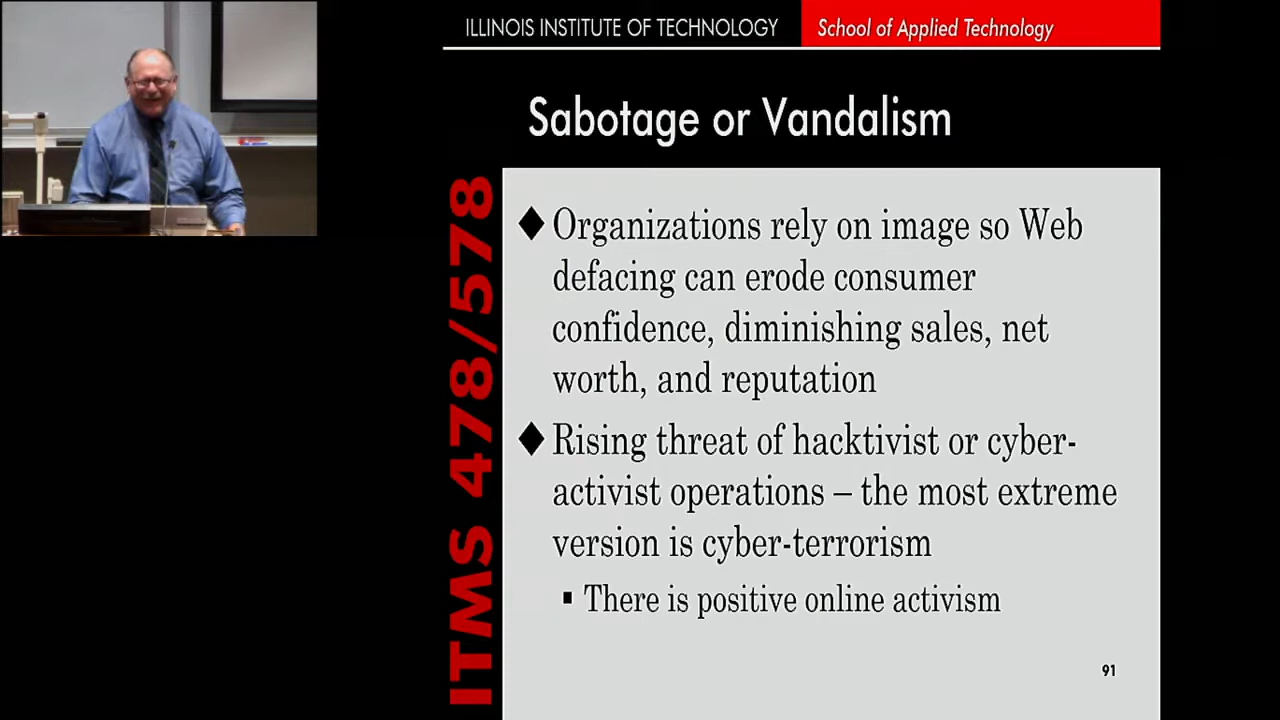 ILLINOIS INSTITUTE OF TECHNOLOGY School of Applied Technology
Sabotage or Vandalism
ITMS 478/578
◆ Organizations rely on image so Web
defacing can erode consumer
confidence, diminishing sales, net
worth, and reputation
◆ Rising threat of hacktivist or cyber-
activist operations – the most extreme
version is cyber-terrorism
▪ There is positive online activism
91